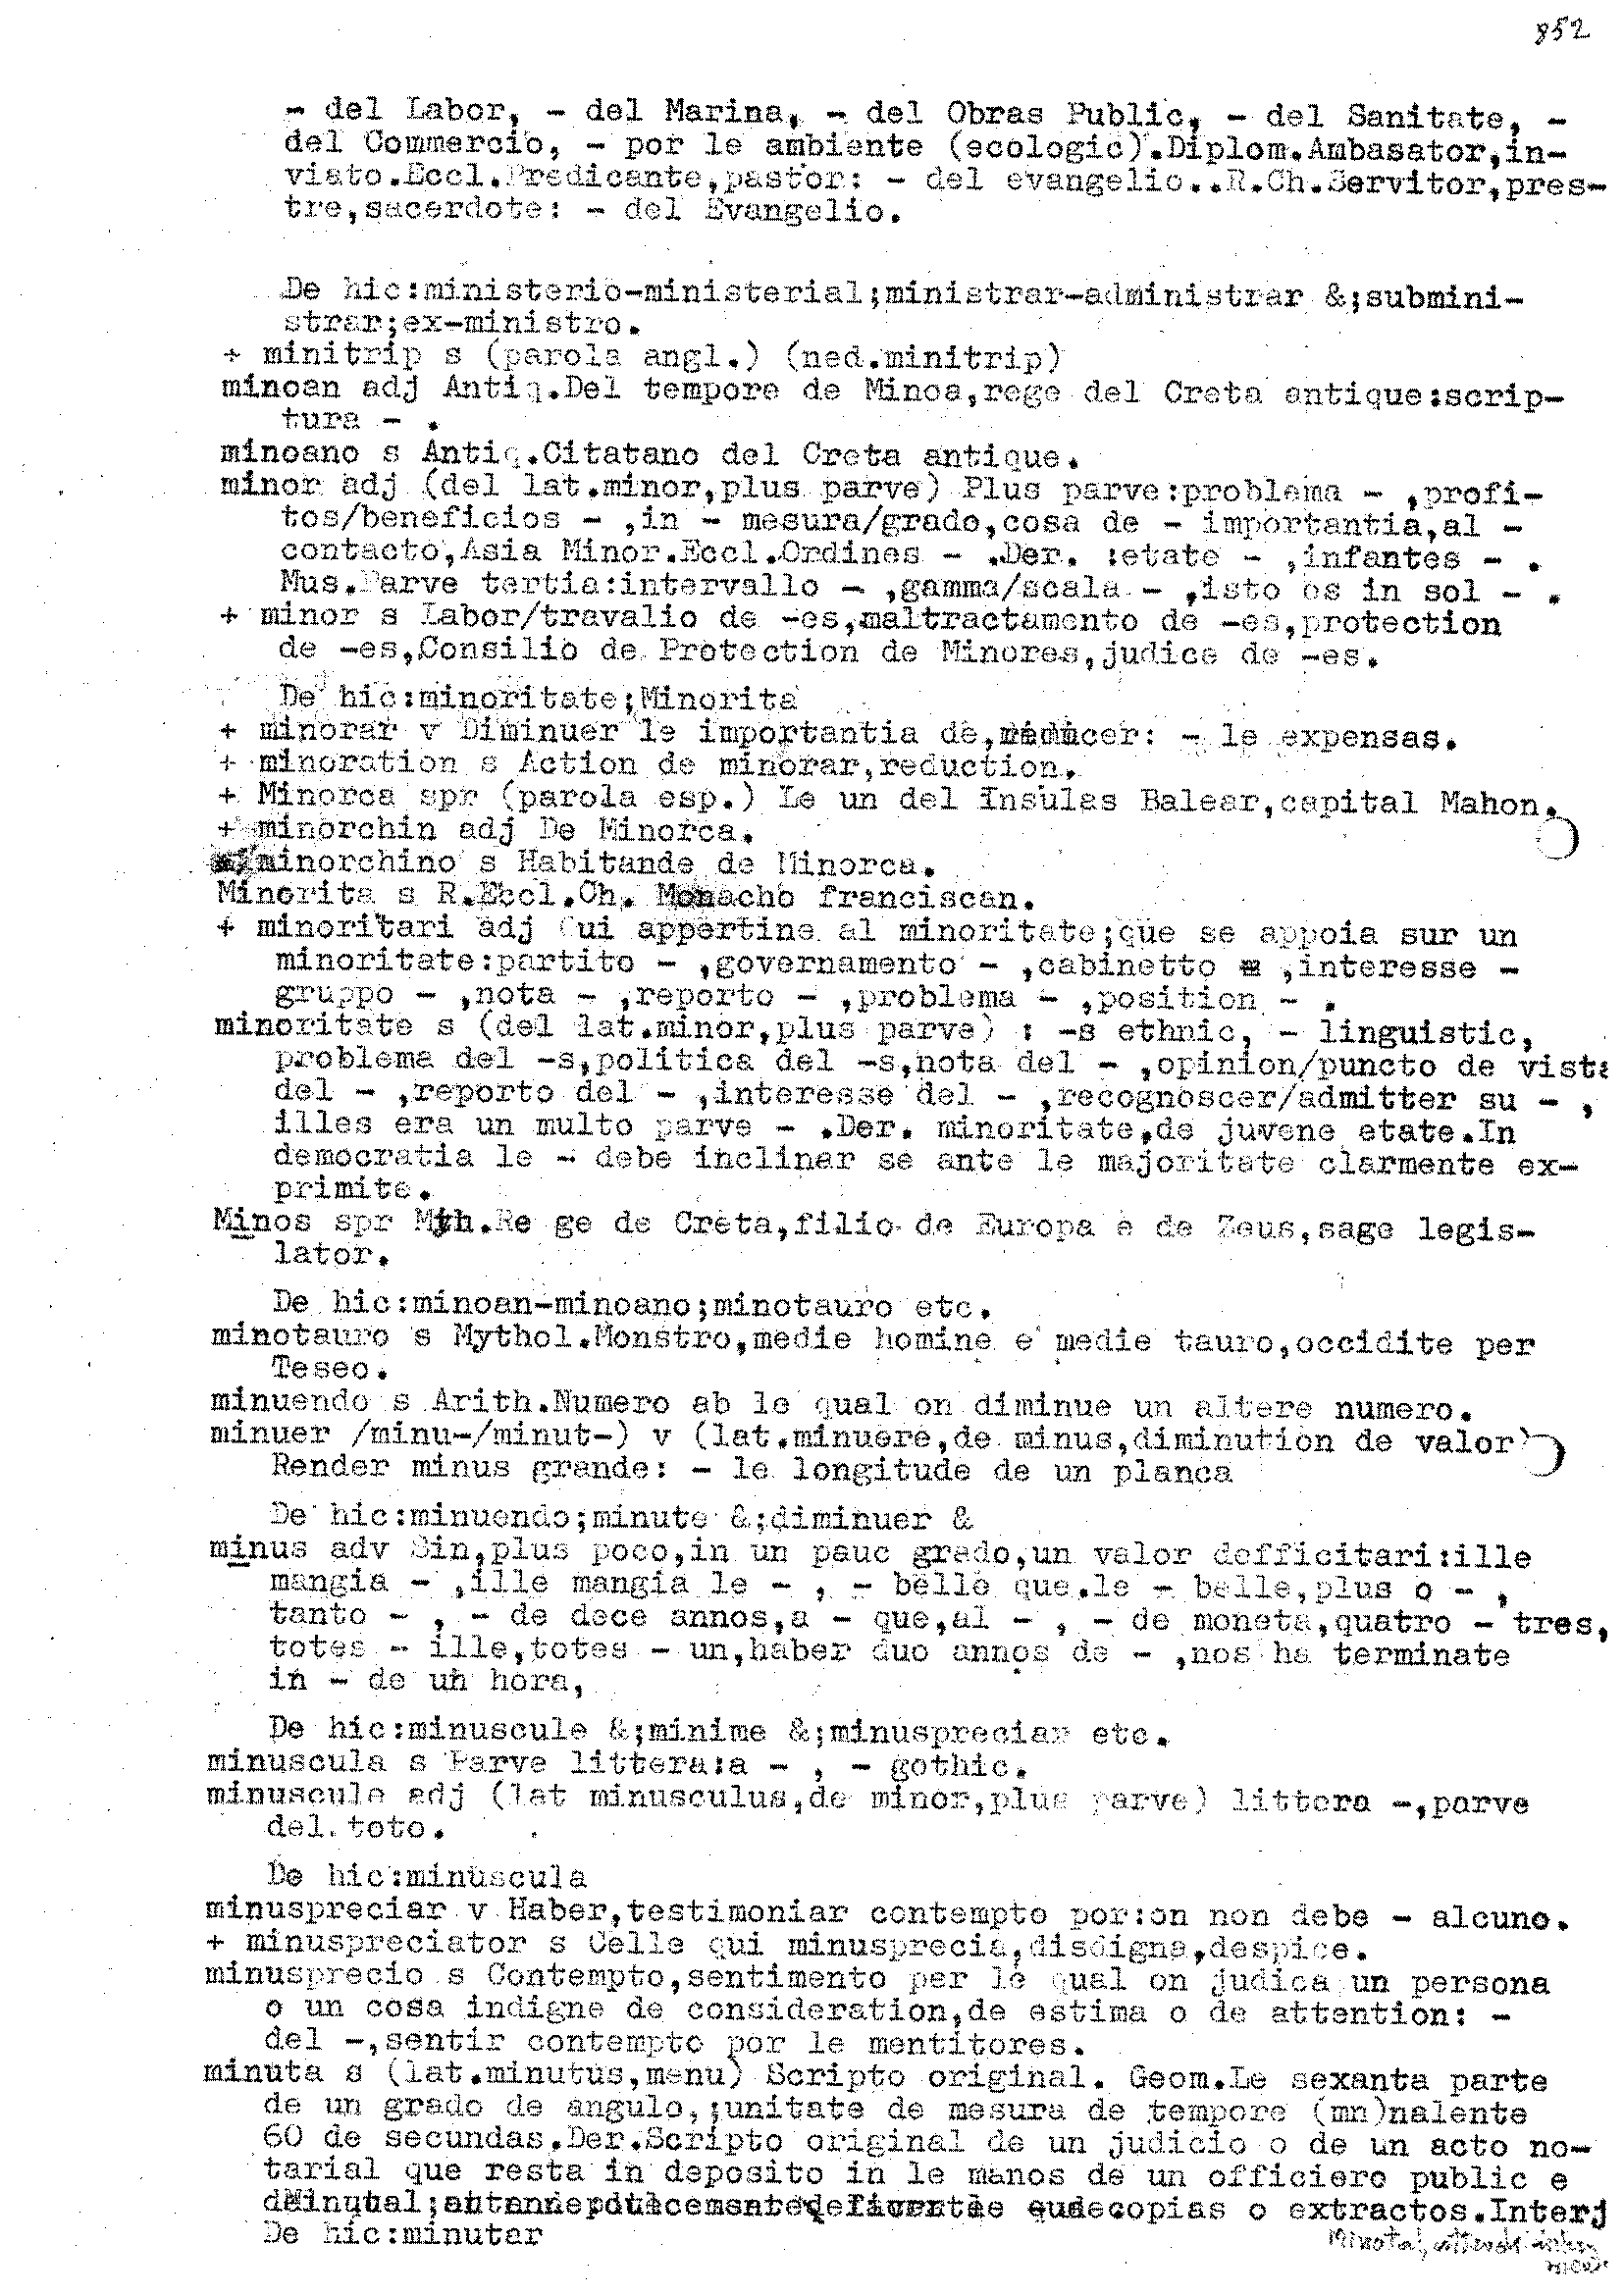 852
- del Labor, - del Marina, - del Obras Public, - del Sanitate, -
del Commercio, - por le ambiente (ecologic).Diplom.Ambasator,in-
viato.Eccl.Predicante,pastor: - del evangelio..R.Ch.Servitor,pres-
tre,sacerdote: - del Evangelio.
De hic:ministerio-ministerial;ministrar-administrar &;submini-
strar;ex-ministro.
+ minitrip s (parola angl.) (ned.minitrip)
minoan adj Antiq.Del tempore de Minoa,rege del Creta antique:scrip-
tura - .
minoano s Antiq.Citatano del Creta antique.
minor adj (del lat.minor,plus parve) Plus parve:problema - ,profi-
tos/beneficios - ,in - mesura/grado,cosa de - importantia,al -
contacto,Asia Minor.Eccl.Ordines - .Der. :etate - ,infantes - .
Mus.Parve tertia:intervallo - ,gamma/scala - ,isto es in sol - .
+ minor s Labor/travalio de -es,maltractamento de -es,protection
de -es,Consilio de Protection de Minores,judice de -es.
De hic:minoritate;Minorita
+ minorar v Diminuer le importantia de,reducer: - le expensas.
+ minoration s Action de minorar,reduction.
+ Minorca spr (parola esp.) Le un del Insulas Balear,capital Mahon.
+ minorchin adj De Minorca.
minorchino s Habitande de Minorca.
Minorita s R.Eccl.Ch. Monacho franciscan.
+ minoritari adj Cui appertine al minoritate;que se appoia sur un
minoritate:partito - ,governamento - ,cabinetto - ,interesse -
gruppo - ,nota - ,reporto - ,problema - ,position - .
minoritate s (del lat.minor,plus parve) : -s ethnic, - linguistic,
problema del -s,politica del -s,nota del - ,opinion/puncto de vista
del - ,reporto del - ,interesse del - ,recognoscer/admitter su - ,
illes era un multo parve - .Der. minoritate,de juvene etate.In
democratia le - debe inclinar se ante le majoritate clarmente ex-
primite.
Minos spr Myth.Re ge de Creta,filio de Europa e de Zeus,sage legis-
lator.
De hic:minoan-minoano;minotauro etc.
minotauro s Mythol.Monstro,medie homine e medie tauro,occidite per
Teseo.
minuendo s Arith.Numero ab le qual on diminue un altere numero.
minuer /minu-/minut-) v (lat.minuere,de minus,diminution de valor)
Render minus grande: - le longitude de un planca
De hic:minuendo;minute &;diminuer &
minus adv Sin,plus poco,in un pauc grado,un valor defficitari:ille
mangia - ,ille mangia le - , - belle que.le - belle,plus o - ,
tanto - , - de dece annos,a - que,al - , - de moneta,quatro - tres,
totes - ille,totes - un,haber duo annos de - ,nos ha terminate
in - de un hora,
De hic:minuscule &;minime &;minuspreciar etc.
minuscula s Parve littera:a - , - gothic.
minuscule adj (lat minusculus,de minor,plus parve) littera -,parve
del toto.
De hic:minuscula
minuspreciar v Haber,testimoniar contempto por:on non debe - alcuno.
+ minuspreciator s Celle qui minusprecia,disdigna,despice.
minusprecio s Contempto,sentimento per le qual on judica un persona
o un cosa indigne de consideration,de estima o de attention: -
del -,sentir contempto por le mentitores.
minuta s (lat.minutus,menu) Scripto original. Geom.Le sexanta parte
de un grado de angulo,;unitate de mesura de tempore (mn)nalente
60 de secundas.Der.Scripto original de un judicio o de un acto no-
tarial que resta in deposito in le manos de un officiero public e
copias o extractos.Interj
De hic:minutar